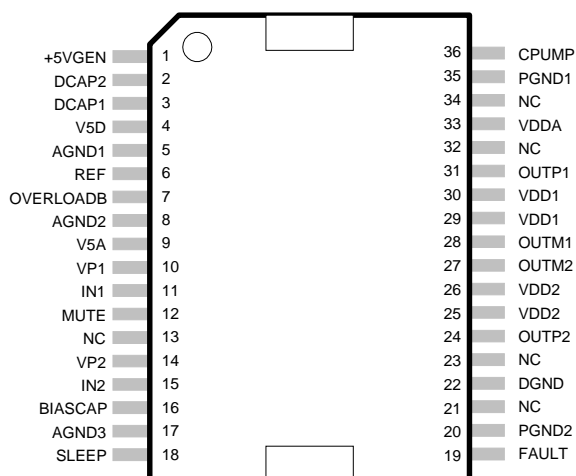 +5VGEN 1 36 CPUMP
DCAP2 2 35 PGND1
DCAP1 3 34 NC
V5D 4 33 VDDA
AGND1 5 32 NC
REF 6 31 OUTP1
OVERLOADB 7 30 VDD1
AGND2 8 29 VDD1
V5A 9 28 OUTM1
VP1 10 27 OUTM2
IN1 11 26 VDD2
MUTE 12 25 VDD2
NC 13 24 OUTP2
VP2 14 23 NC
IN2 15 22 DGND
BIASCAP 16 21 NC
AGND3 17 20 PGND2
SLEEP 18 19 FAULT